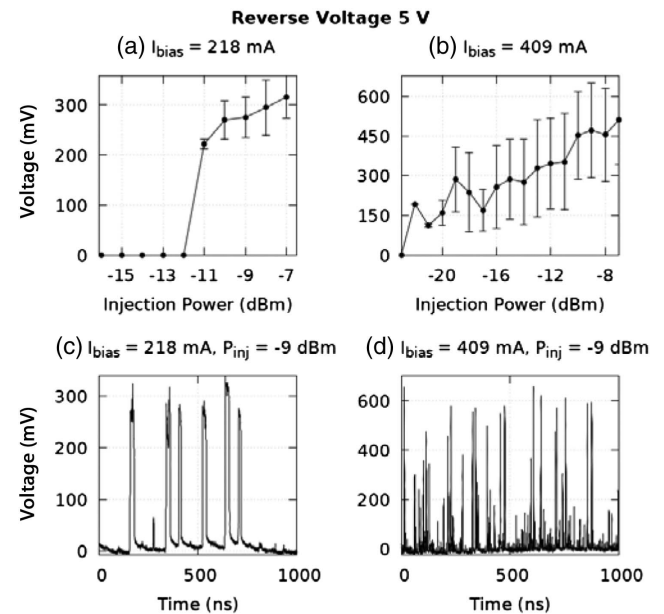 Reverse Voltage 5 V
(a) I_bias = 218 mA
(b) I_bias = 409 mA
Voltage (mV)
300
200
100
0
-15 -13 -11 -9 -7
Injection Power (dBm)
600
450
300
150
0
-20 -16 -12 -8
Injection Power (dBm)
(c) I_bias = 218 mA, P_inj = -9 dBm
(d) I_bias = 409 mA, P_inj = -9 dBm
Voltage (mV)
300
200
100
0
0 500 1000
Time (ns)
600
400
200
0
0 500 1000
Time (ns)